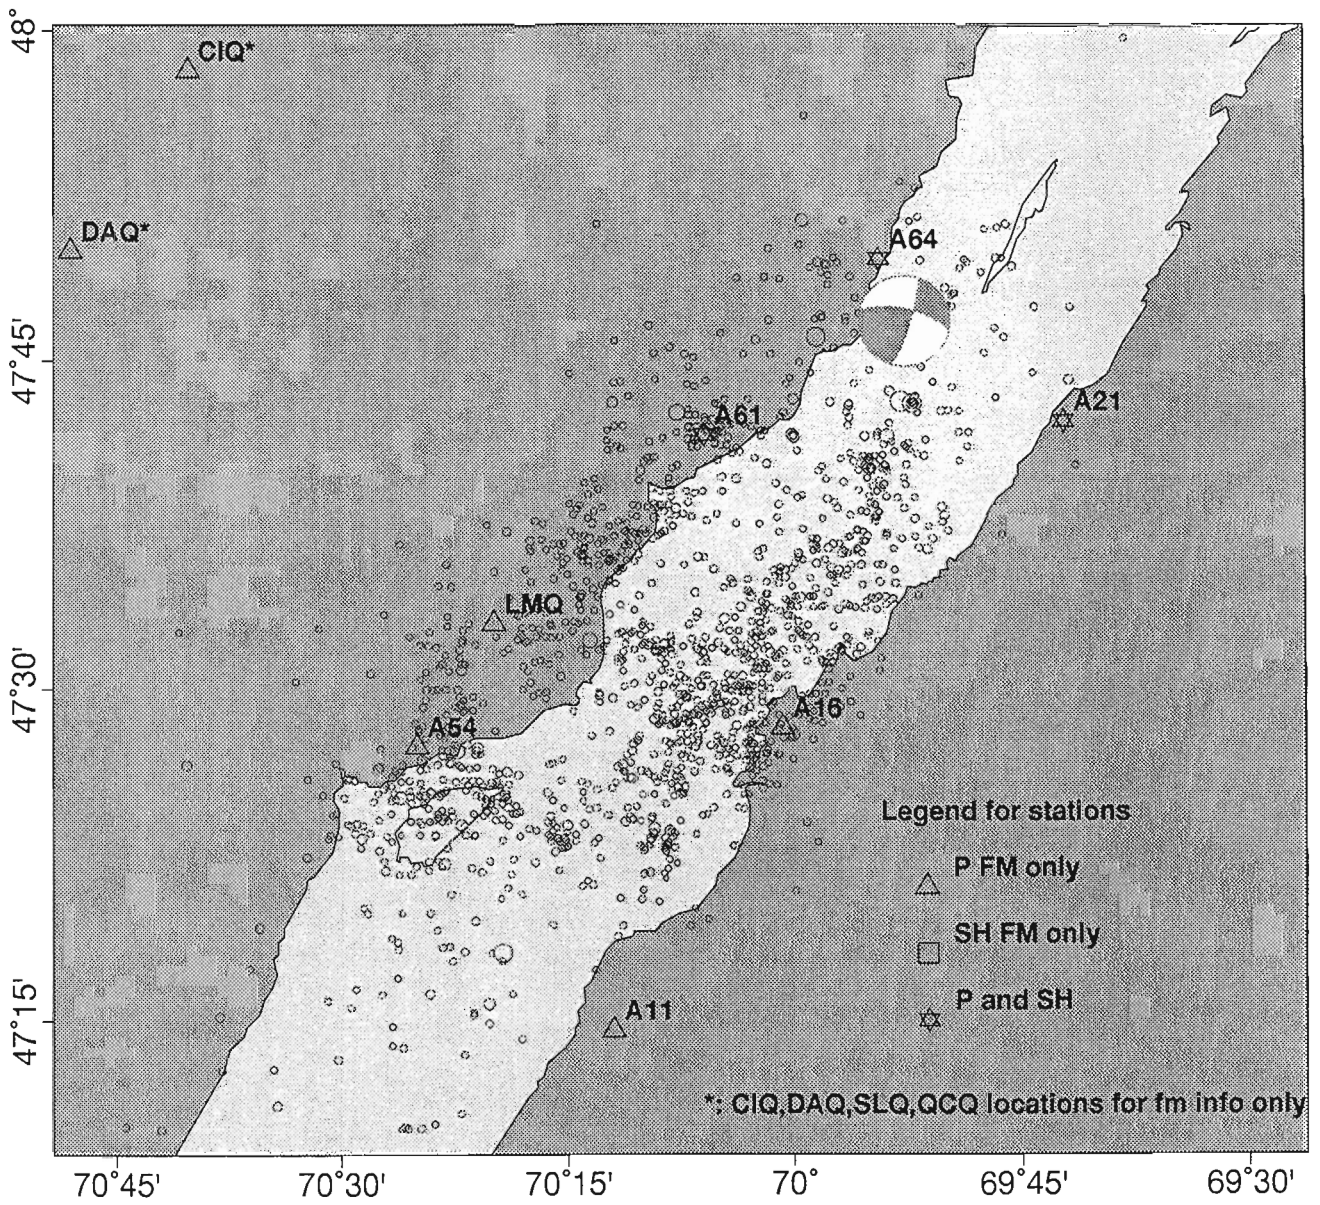 48°
CIQ*
DAQ*
A64
47°45'
A21
A61
LMQ
47°30'
A16
A54
Legend for stations
P FM only
SH FM only
P and SH
47°15'
A11
*: CIQ,DAQ,SLQ,QCQ locations for fm info only
70°45' 70°30' 70°15' 70° 69°45' 69°30'